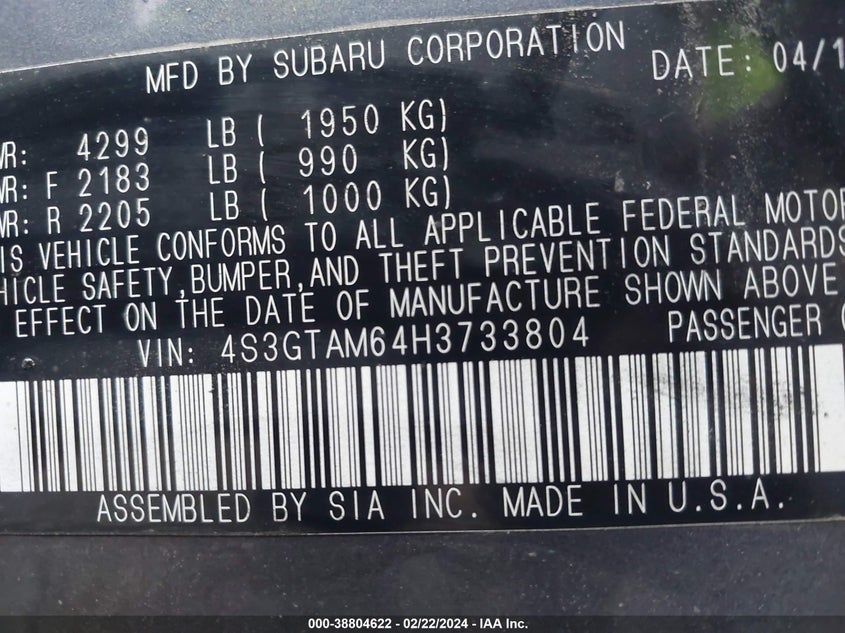 MFD BY SUBARU CORPORATION DATE: 04/1
WR: 4299 LB ( 1950 KG)
WR: F 2183 LB ( 990 KG)
WR: R 2205 LB ( 1000 KG)
IS VEHICLE CONFORMS TO ALL APPLICABLE FEDERAL MOTOR
HICLE SAFETY,BUMPER,AND THEFT PREVENTION STANDARDS
EFFECT ON THE DATE OF MANUFACTURE SHOWN ABOVE
VIN: 4S3GTAM64H3733804 PASSENGER
ASSEMBLED BY SIA INC. MADE IN U.S.A.
000-38804622 - 02/22/2024 - IAA Inc.